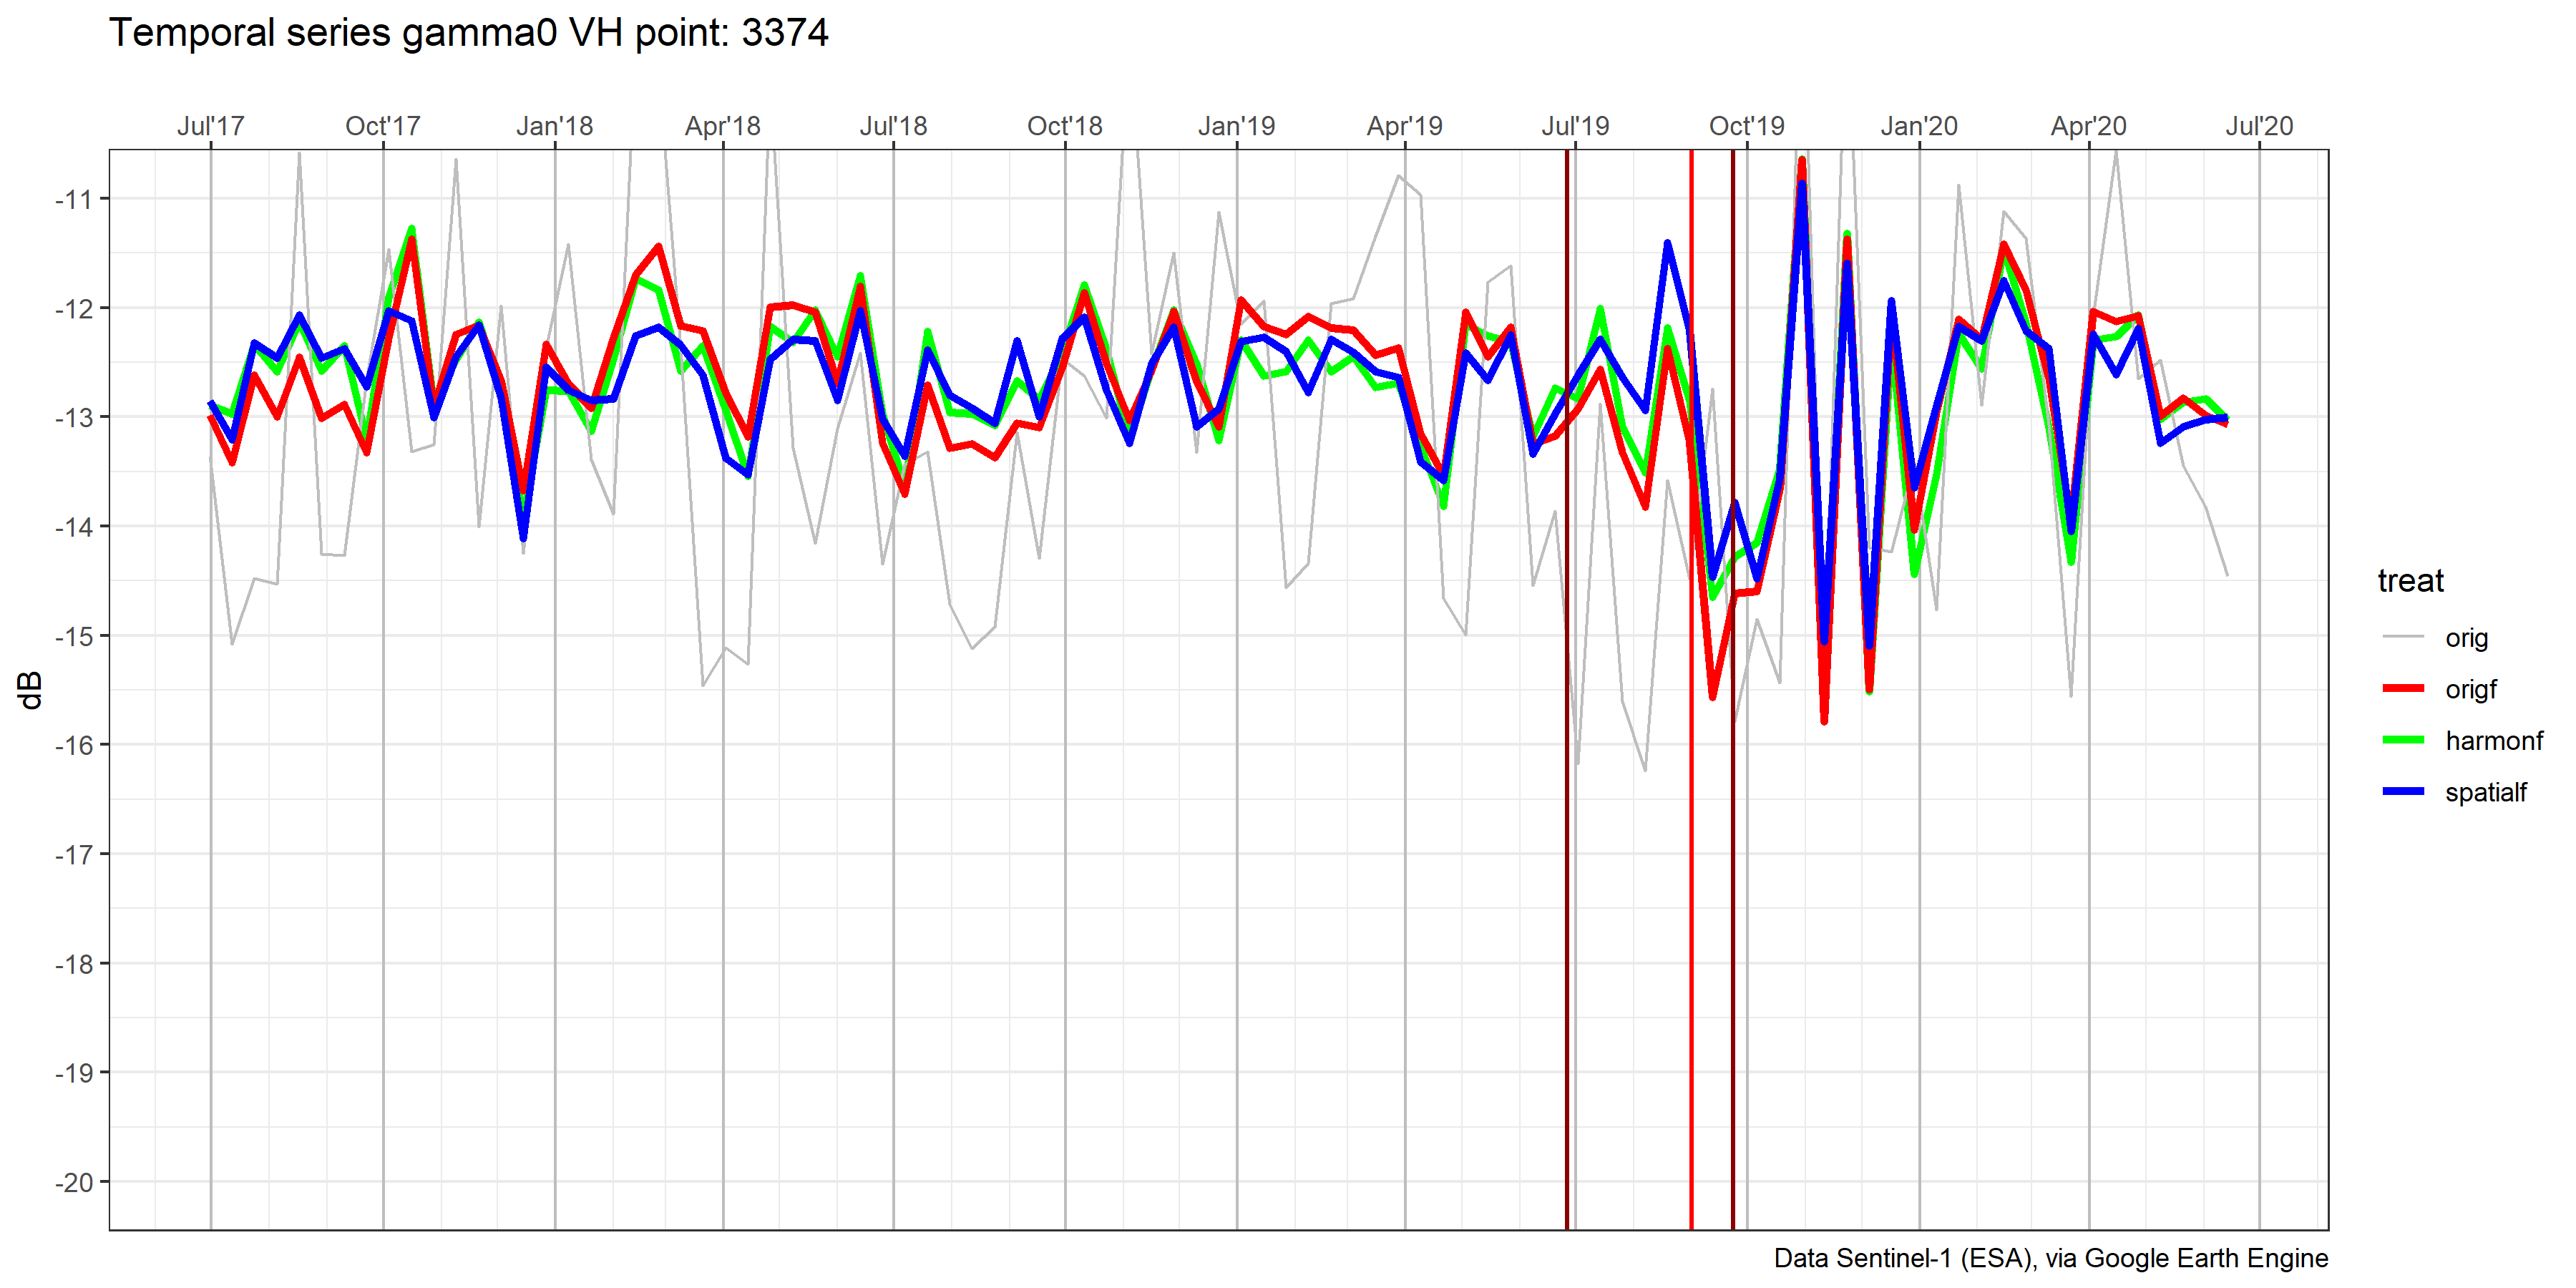 Temporal series gamma0 VH point: 3374
Jul'17 Oct'17 Jan'18 Apr'18 Jul'18 Oct'18 Jan'19 Apr'19 Jul'19 Oct'19 Jan'20 Apr'20 Jul'20
-11
-12
-13
-14
-15
-16
-17
-18
-19
-20
dB
treat
orig
origf
harmonf
spatialf
Data Sentinel-1 (ESA), via Google Earth Engine